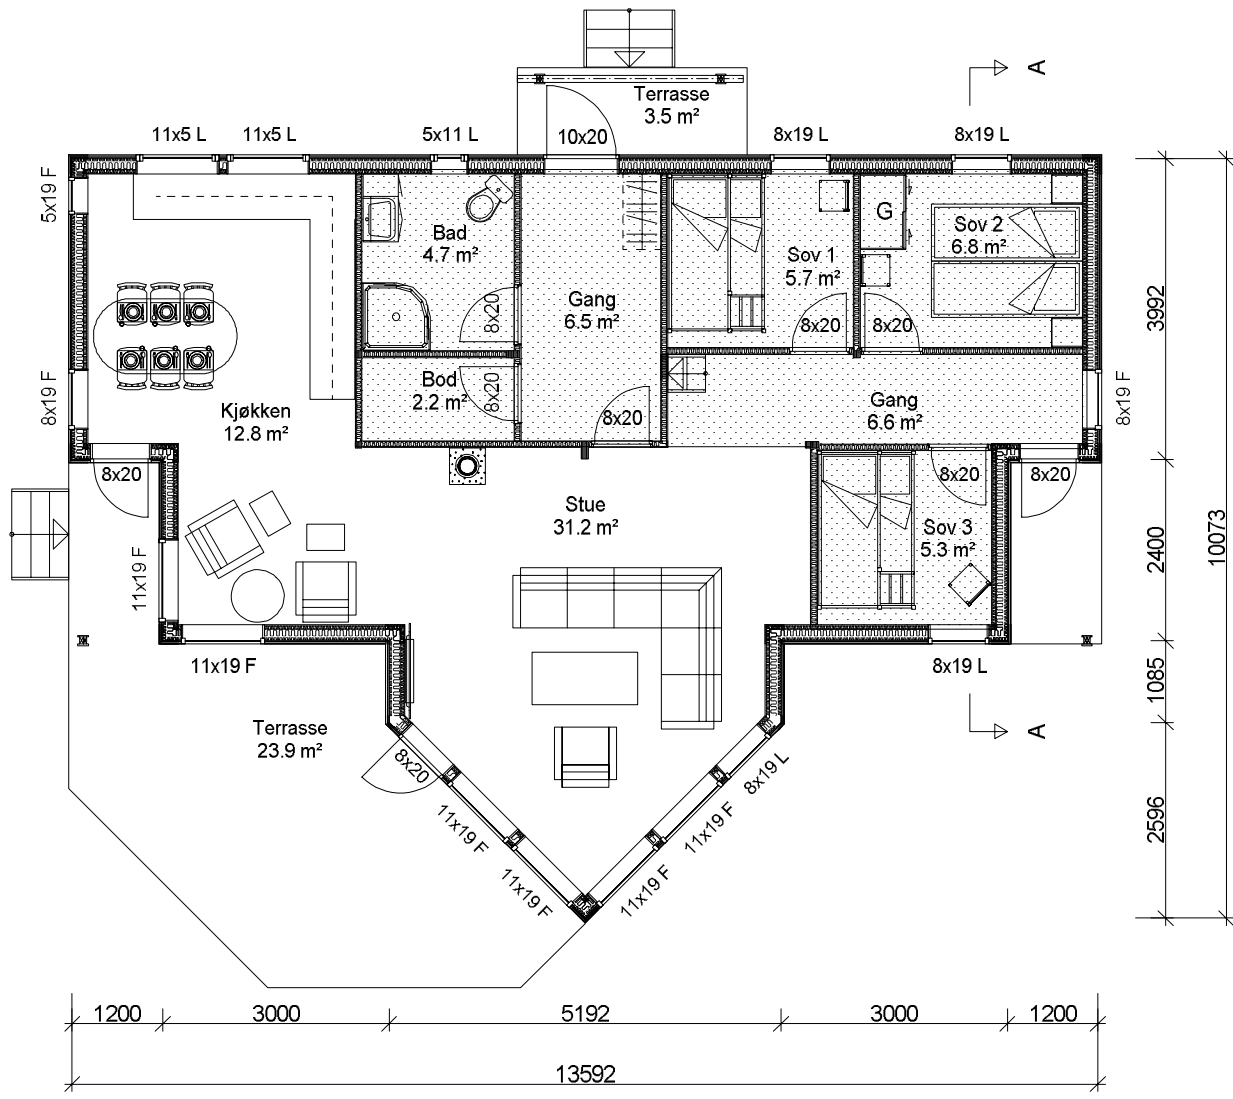 A
Terrasse
3.5 m²
11x5 L
11x5 L
5x11 L
10x20
8x19 L
8x19 L
5x19 F
G
Bad
4.7 m²
Sov 2
6.8 m²
Sov 1
5.7 m²
Gang
6.5 m²
8x20
8x20
8x20
3992
Bod
2.2 m²
8x20
8x19 F
Kjøkken
12.8 m²
8x20
Gang
6.6 m²
8x19 F
8x20
8x20
8x20
Stue
31.2 m²
Sov 3
5.3 m²
11x19 F
2400
10073
11x19 F
8x19 L
1085
Terrasse
23.9 m²
A
8x20
8x19 L
11x19 F
11x19 F
2596
11x19 F
11x19 F
1200
3000
5192
3000
1200
13592